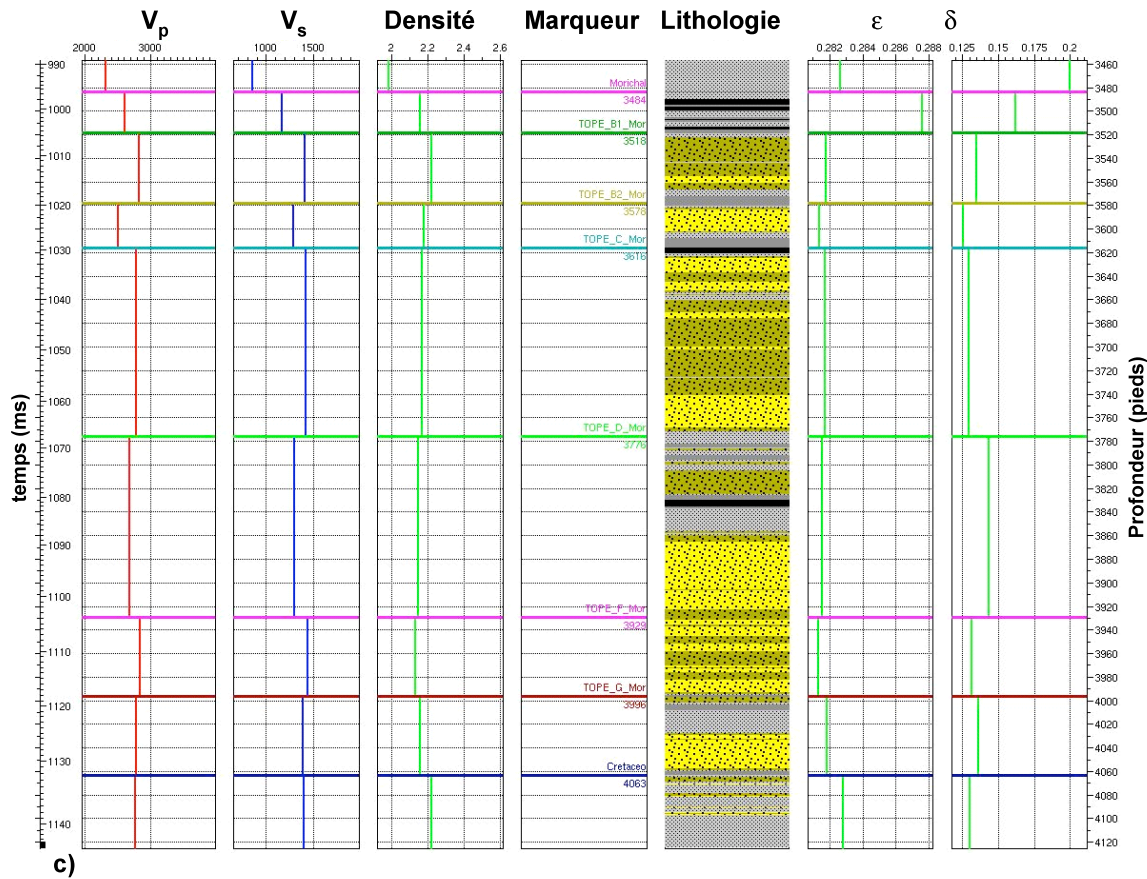 Vp Vs Densité Marqueur Lithologie ε δ
2000 3000 1000 1500 2 2.2 2.4 2.6 0.282 0.284 0.286 0.288 0.125 0.15 0.175 0.2
990 3460
Morichal 3480
3484
1000 3500
TOPE_B1_Mor 3520
3518
1010 3540
3560
TOPE_B2_Mor
1020 3578 3580
3600
TOPE_C_Mor
1030 3616 3620
3640
1040 3660
3680
1050 3700
3720
1060 3740
3760
TOPE_D_Mor
1070 3776 3780
3800
1080 3820
3840
1090 3860
3880
1100 3900
TOPE_F_Mor 3920
3929 3940
1110 3960
3980
TOPE_G_Mor
3996 4000
1120 4020
4040
1130 Cretaceo 4060
4063 4080
1140 4100
4120
temps (ms)
Profondeur (pieds)
c)